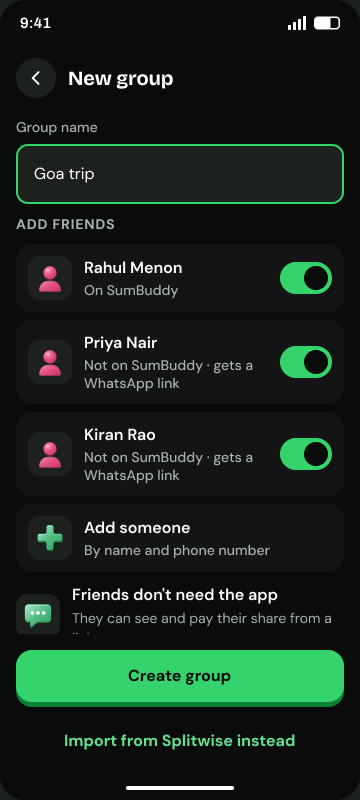 9:41
New group
Group name
Goa trip
ADD FRIENDS
Rahul Menon
On SumBuddy
Priya Nair
Not on SumBuddy · gets a
WhatsApp link
Kiran Rao
Not on SumBuddy · gets a
WhatsApp link
Add someone
By name and phone number
Friends don't need the app
They can see and pay their share from a
Create group
Import from Splitwise instead